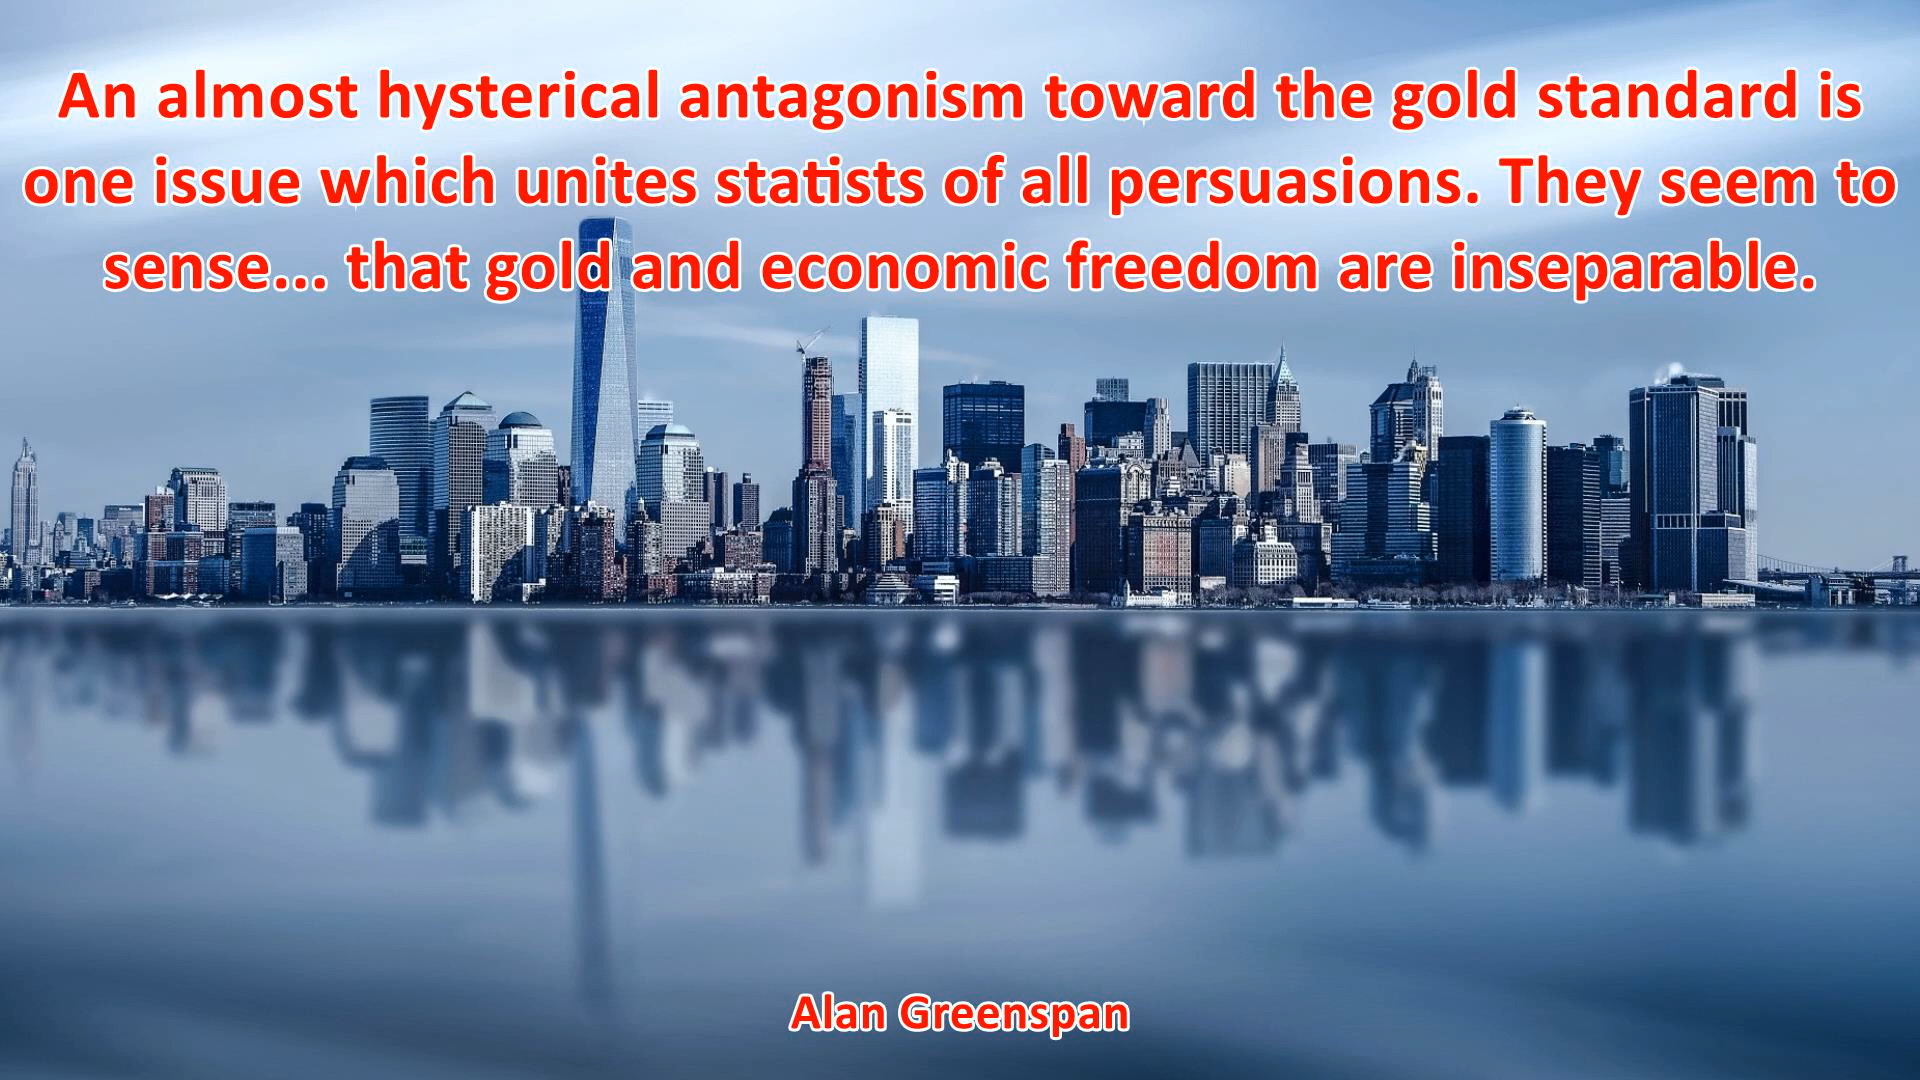 An almost hysterical antagonism toward the gold standard is
one issue which unites statists of all persuasions. They seem to
sense... that gold and economic freedom are inseparable.
Alan Greenspan